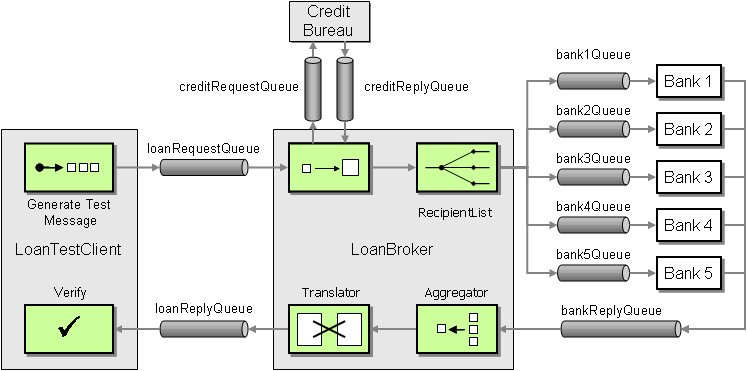 Credit
Bureau
creditRequestQueue
creditReplyQueue
bank1Queue
Bank 1
bank2Queue
Bank 2
loanRequestQueue
bank3Queue
Bank 3
Generate Test
Message
RecipientList
bank4Queue
Bank 4
LoanTestClient
LoanBroker
bank5Queue
Bank 5
Verify
loanReplyQueue
Translator
Aggregator
bankReplyQueue